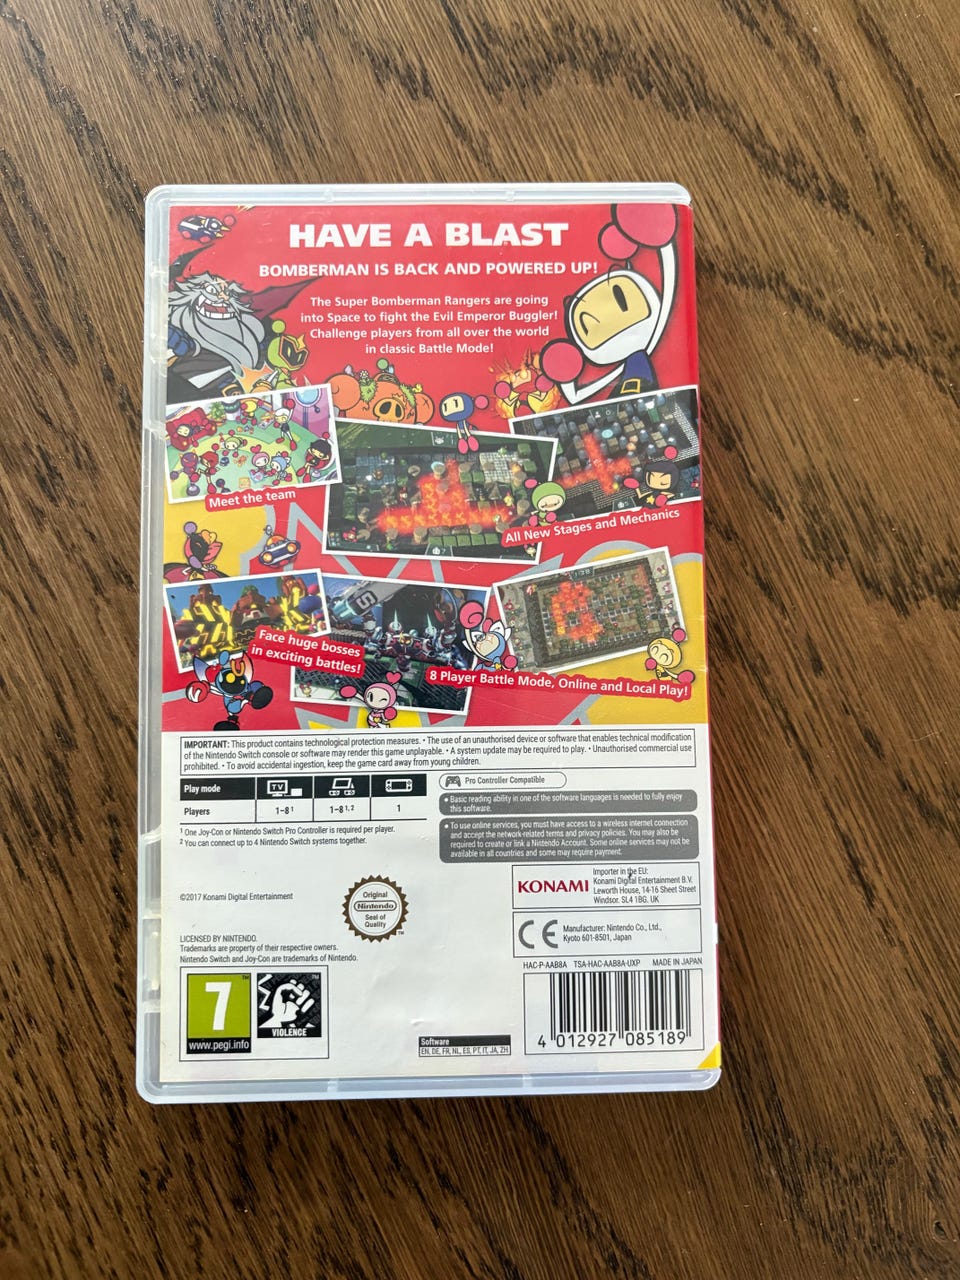 HAVE A BLAST
BOMBERMAN IS BACK AND POWERED UP!
The Super Bomberman Rangers are going
into Space to fight the Evil Emperor Buggler!
Challenge players from all over the world
in classic Battle Mode!
Meet the team
All New Stages and Mechanics
Face huge bosses
in exciting battles!
8 Player Battle Mode, Online and Local Play!
IMPORTANT: This product contains technological protection measures. • The use of an unauthorised device or software that enables technical modification
of the Nintendo Switch console or software may render this game unplayable. • A system update may be required to play. • Unauthorised commercial use
prohibited. • To avoid accidental ingestion, keep the game card away from young children.
Play mode TV
Players 1-8¹ 1-8¹,² 1
¹ One Joy-Con or Nintendo Switch Pro Controller is required per player.
² You can connect up to 4 Nintendo Switch systems together.
Pro Controller Compatible
• Basic reading ability in one of the software languages is needed to fully enjoy
this software.
• To use online services, you must have access to a wireless internet connection
and accept the network-related terms and privacy policies. You may also be
required to create or link a Nintendo Account. Some online services may not be
available in all countries and some may require payment.
©2017 Konami Digital Entertainment
Original
Nintendo
Seal of
Quality
TM
KONAMI
Importer in the EU:
Konami Digital Entertainment B.V.
Leworth House, 14-16 Sheet Street
Windsor. SL4 1BG. UK
CE
Manufacturer: Nintendo Co., Ltd.,
Kyoto 601-8501, Japan
LICENSED BY NINTENDO.
Trademarks are property of their respective owners.
Nintendo Switch and Joy-Con are trademarks of Nintendo.
HAC-P-AAB8A TSA-HAC-AAB8A-UXP MADE IN JAPAN
7 TM
www.pegi.info
TM
VIOLENCE
Software
EN, DE, FR, NL, ES, PT, IT, JA, ZH
4 012927 085189